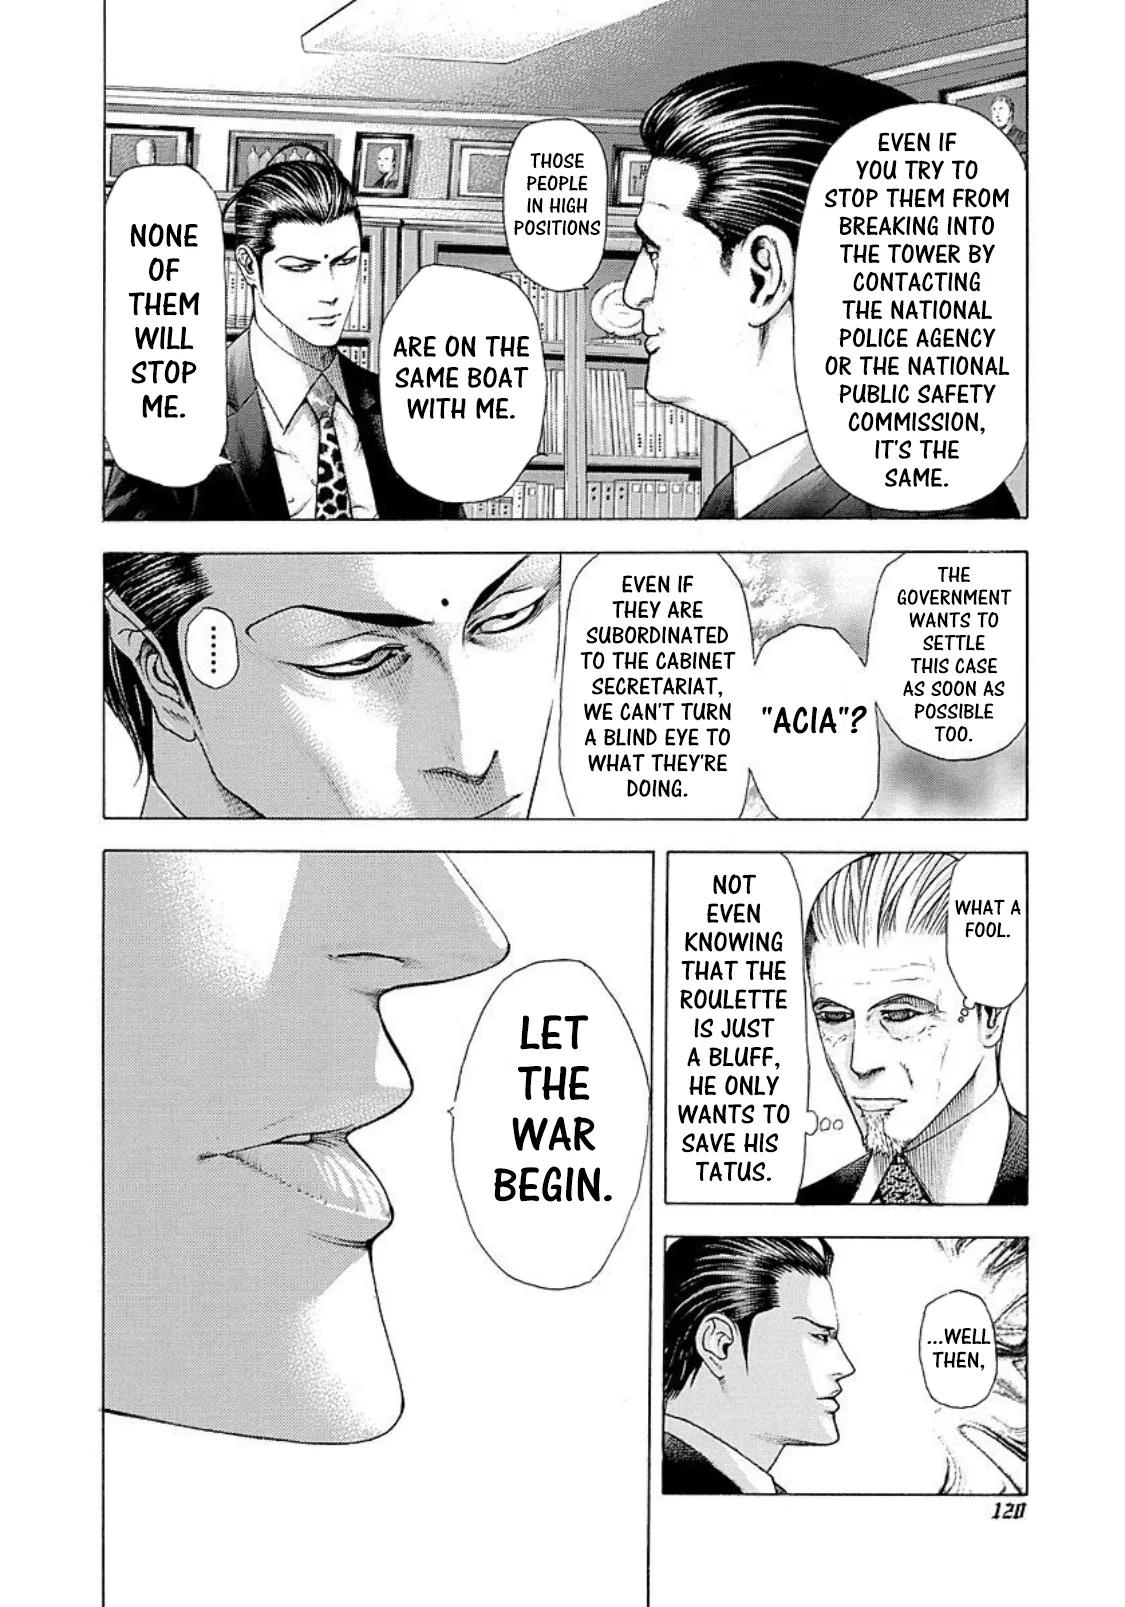 EVEN IF
YOU TRY TO
STOP THEM FROM
BREAKING INTO
THE TOWER BY
CONTACTING
THE NATIONAL
POLICE AGENCY
OR THE NATIONAL
PUBLIC SAFETY
COMMISSION,
IT'S THE
SAME.
THOSE
PEOPLE
IN HIGH
POSITIONS
ARE ON THE
SAME BOAT
WITH ME.
NONE
OF
THEM
WILL
STOP
ME.
THE
GOVERNMENT
WANTS TO
SETTLE
THIS CASE
AS SOON AS
POSSIBLE
TOO.
"ACIA"?
EVEN IF
THEY ARE
SUBORDINATED
TO THE CABINET
SECRETARIAT,
WE CAN'T TURN
A BLIND EYE TO
WHAT THEY'RE
DOING.
......
WHAT A
FOOL.
NOT
EVEN
KNOWING
THAT THE
ROULETTE
IS JUST
A BLUFF,
HE ONLY
WANTS TO
SAVE HIS
TATUS.
...WELL
THEN,
LET
THE
WAR
BEGIN.
120